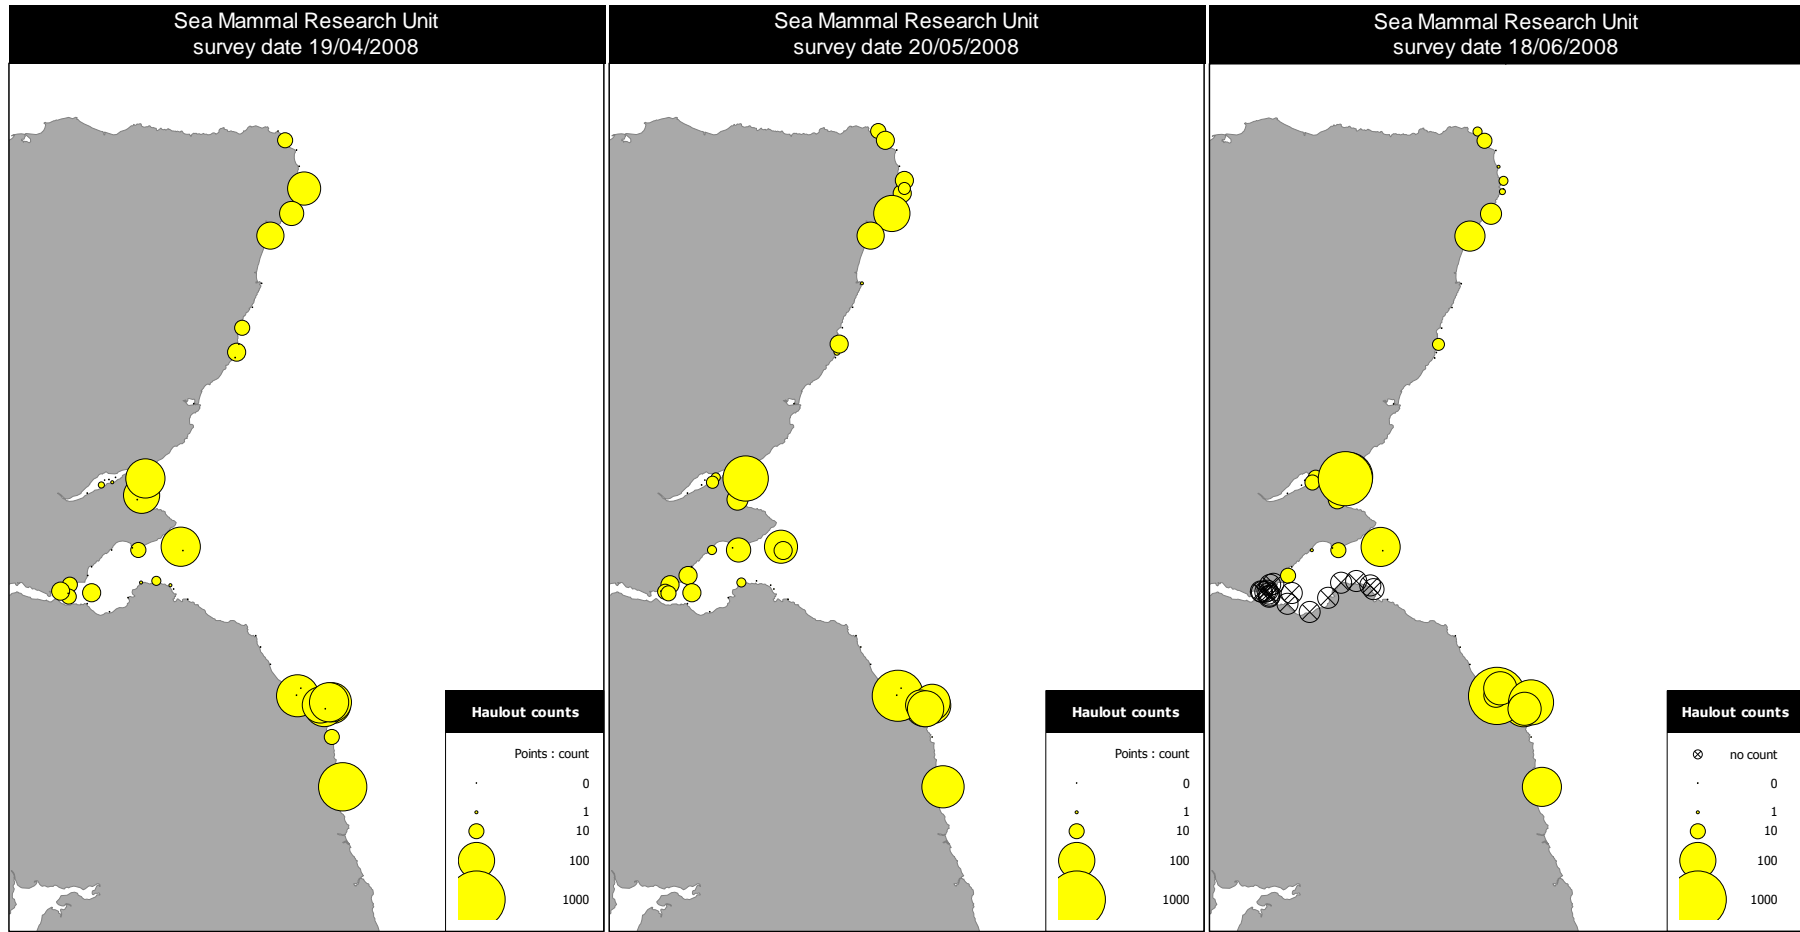 Sea Mammal Research Unit
survey date 19/04/2008
Haulout counts
Points : count
0
1
10
100
1000
Sea Mammal Research Unit
survey date 20/05/2008
Haulout counts
Points : count
0
1
10
100
1000
Sea Mammal Research Unit
survey date 18/06/2008
Haulout counts
no count
0
1
10
100
1000